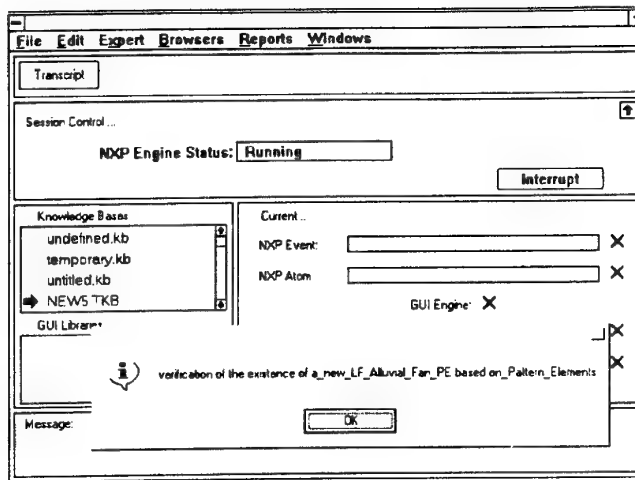 File Edit Expert Browsers Reports Windows
Transcript
Session Control ...
NXP Engine Status: Running
Interrupt
Knowledge Bases
undefined.kb
temporary.kb
untitled.kb
NEWS TKB
GUI Libraries
Current ..
NXP Event:
NXP Atom
GUI Engine:
verification of the existence of a_new_LF_Alluvial_Fan_PE based on_Pattern_Elements
OK
Message: